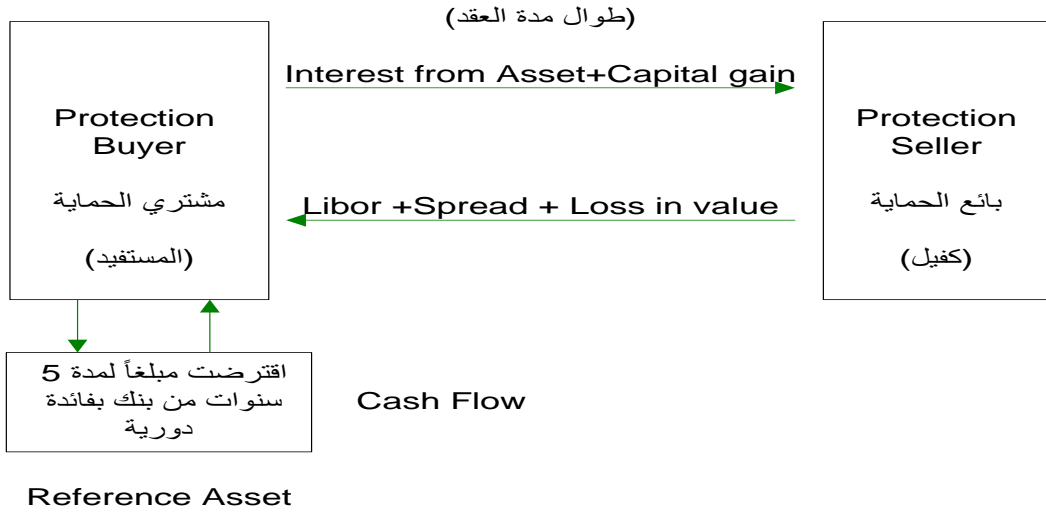 (طوال مدة العقد)
Interest from Asset+Capital gain
Protection
Buyer
مشتري الحماية
(المستفيد)
Protection
Seller
بائع الحماية
(كفيل)
Libor +Spread + Loss in value
اقترضت مبلغاً لمدة 5
سنوات من بنك بفائدة
دورية
Cash Flow
Reference Asset